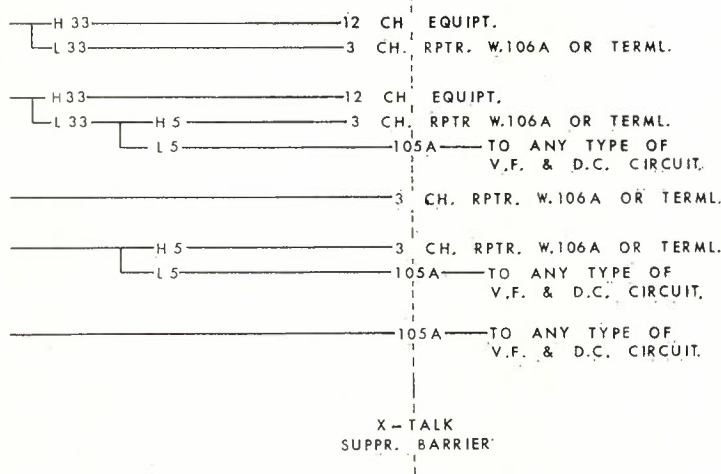 H 33 12 CH EQUIPT.
L 33 3 CH. RPTR. W.106A OR TERML.
H 33 12 CH EQUIPT.
L 33 H 5 3 CH. RPTR W.106A OR TERML.
L 5 105A TO ANY TYPE OF
V.F. & D.C. CIRCUIT.
3 CH. RPTR. W.106A OR TERML.
H 5 3 CH. RPTR. W.106A OR TERML.
L 5 105A TO ANY TYPE OF
V.F. & D.C. CIRCUIT.
105A TO ANY TYPE OF
V.F. & D.C. CIRCUIT.
X - TALK
SUPPR. BARRIER